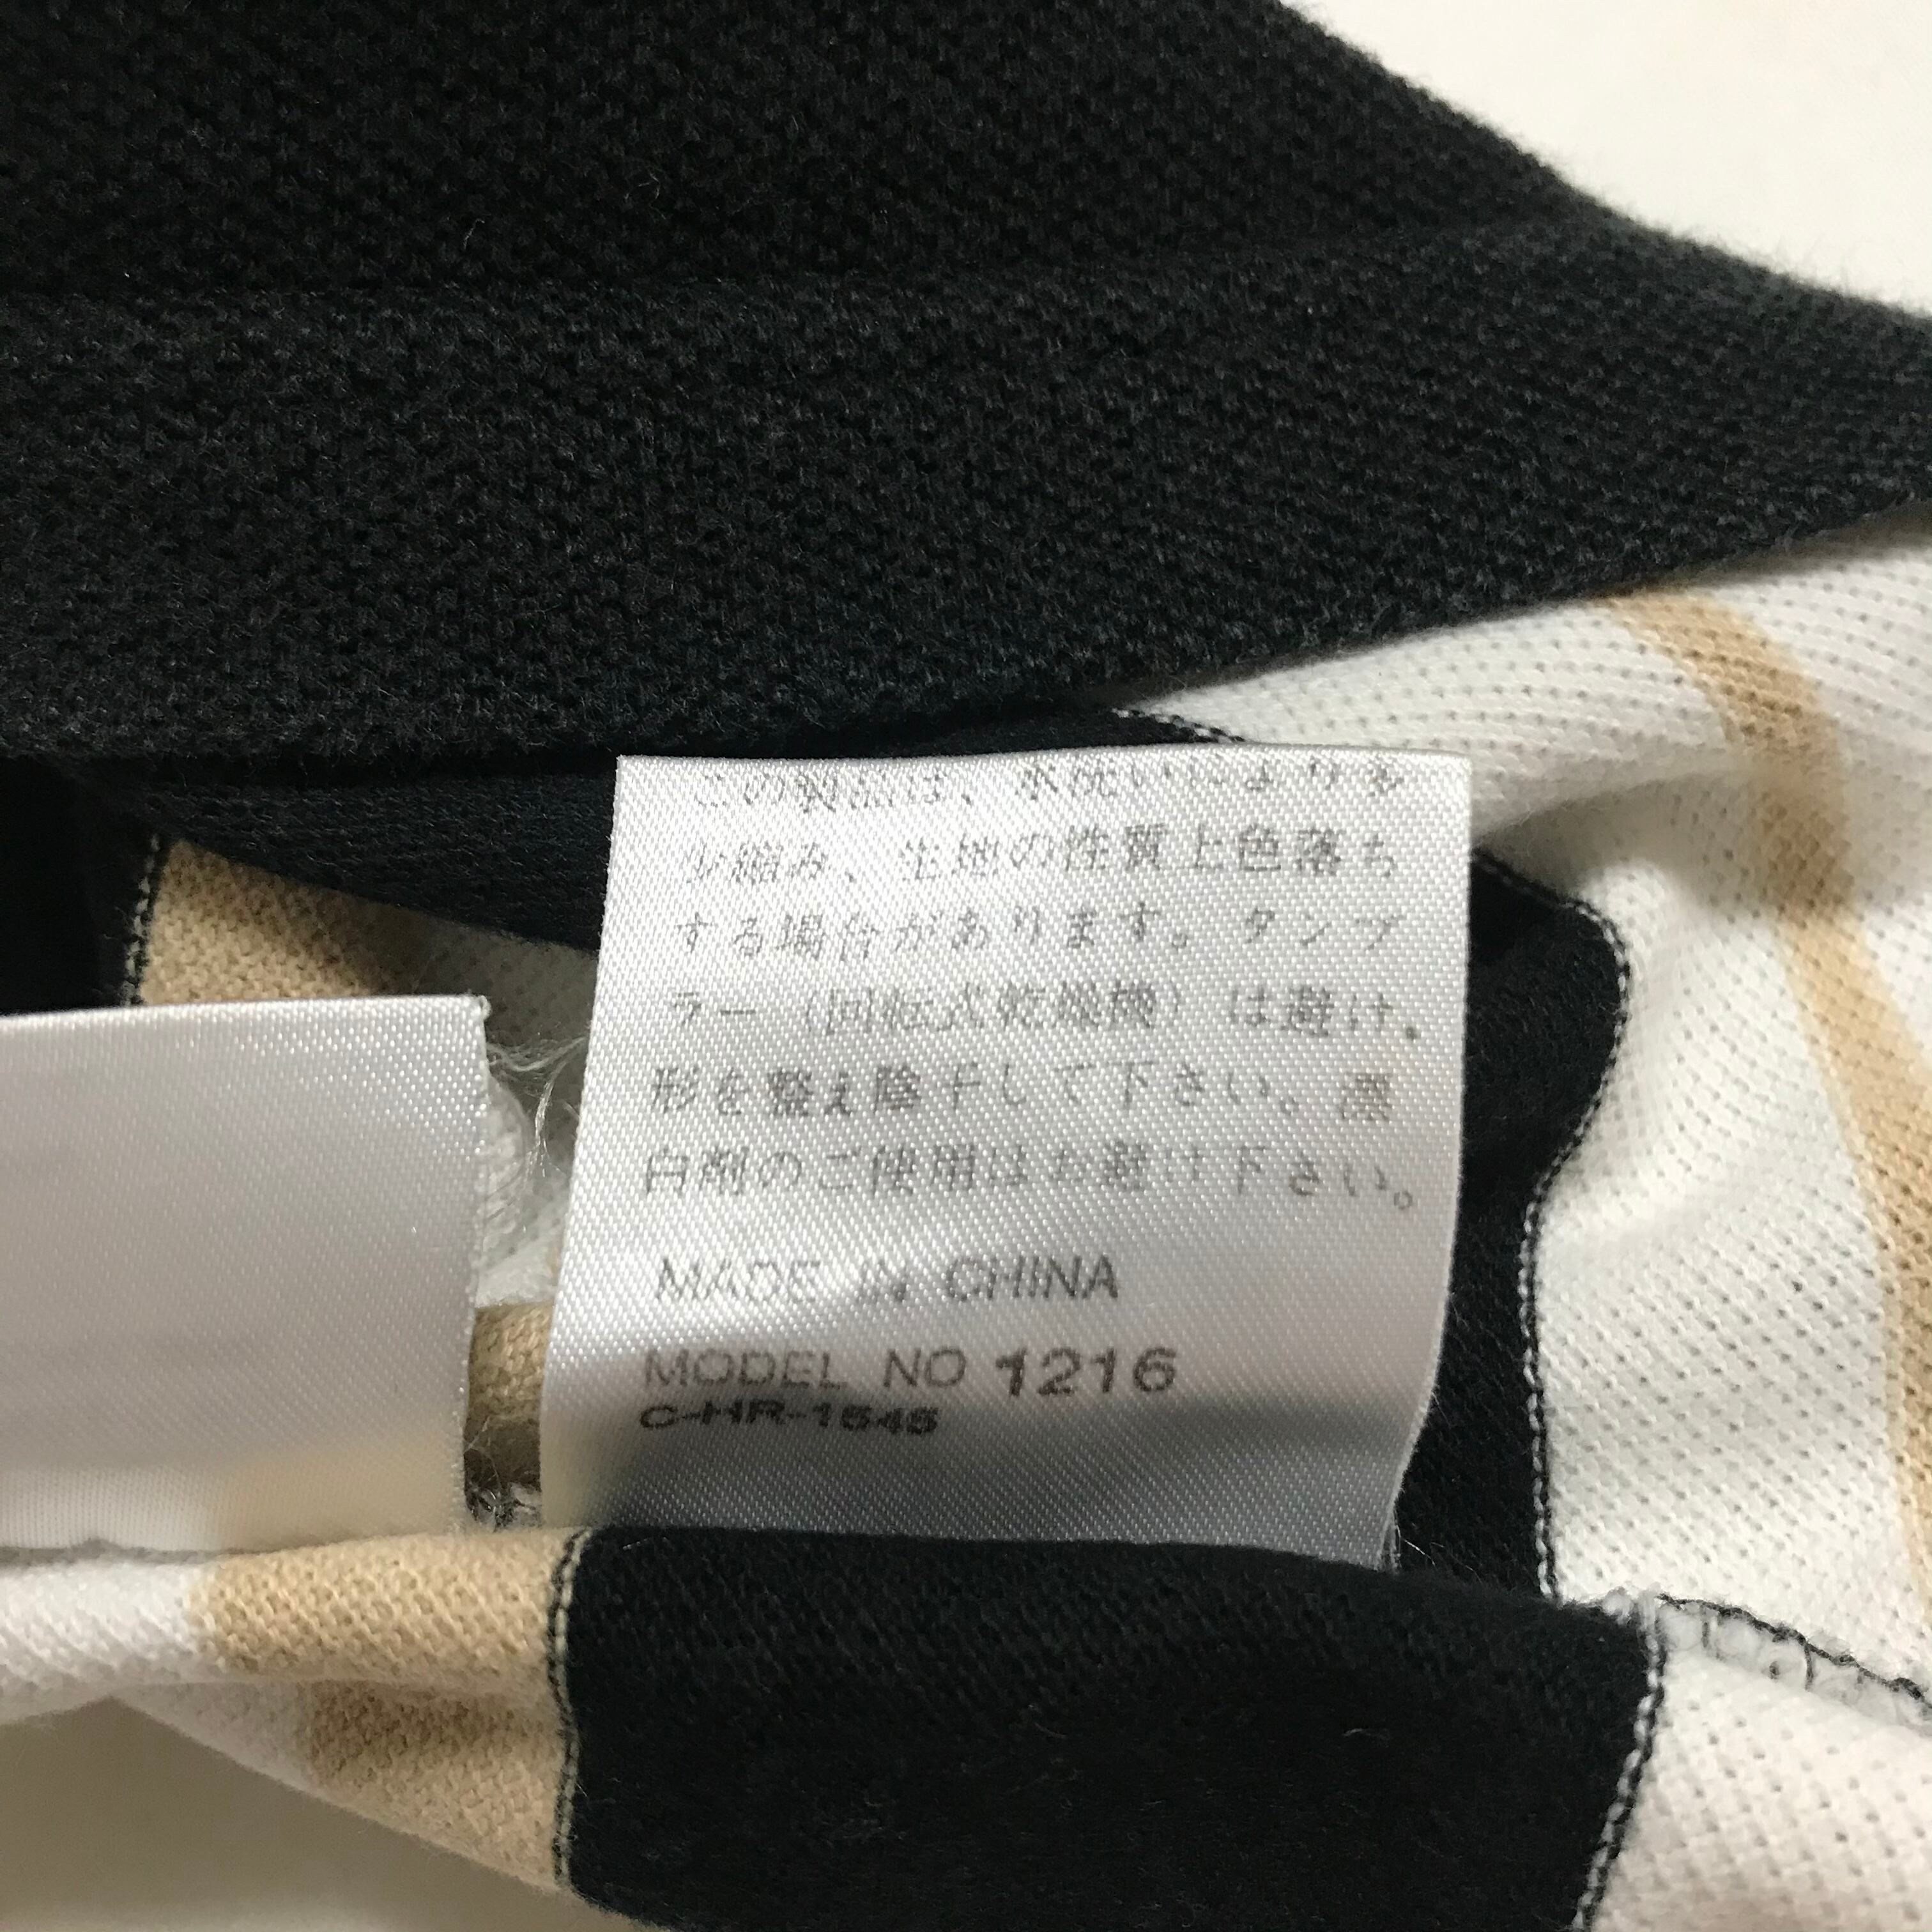 この製品は、水洗いにより多
少縮み、生地の性質上色落ち
する場合があります。タンブ
ラー（回転式乾燥機）は避け、
形を整え陰干しして下さい。漂
白剤のご使用はお避け下さい。
MADE IN CHINA
MODEL NO 1216
C-HR-1545